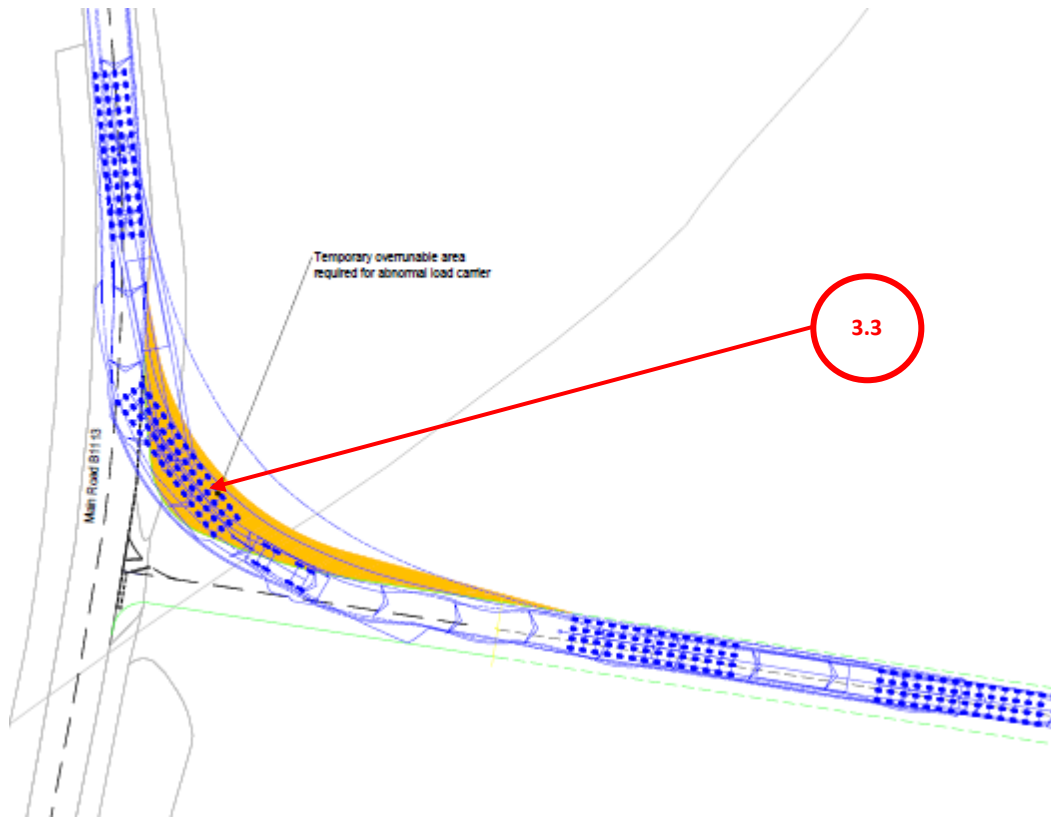 Temporary overrunable area
required for abnormal load carrier
3.3
Main Road B1113